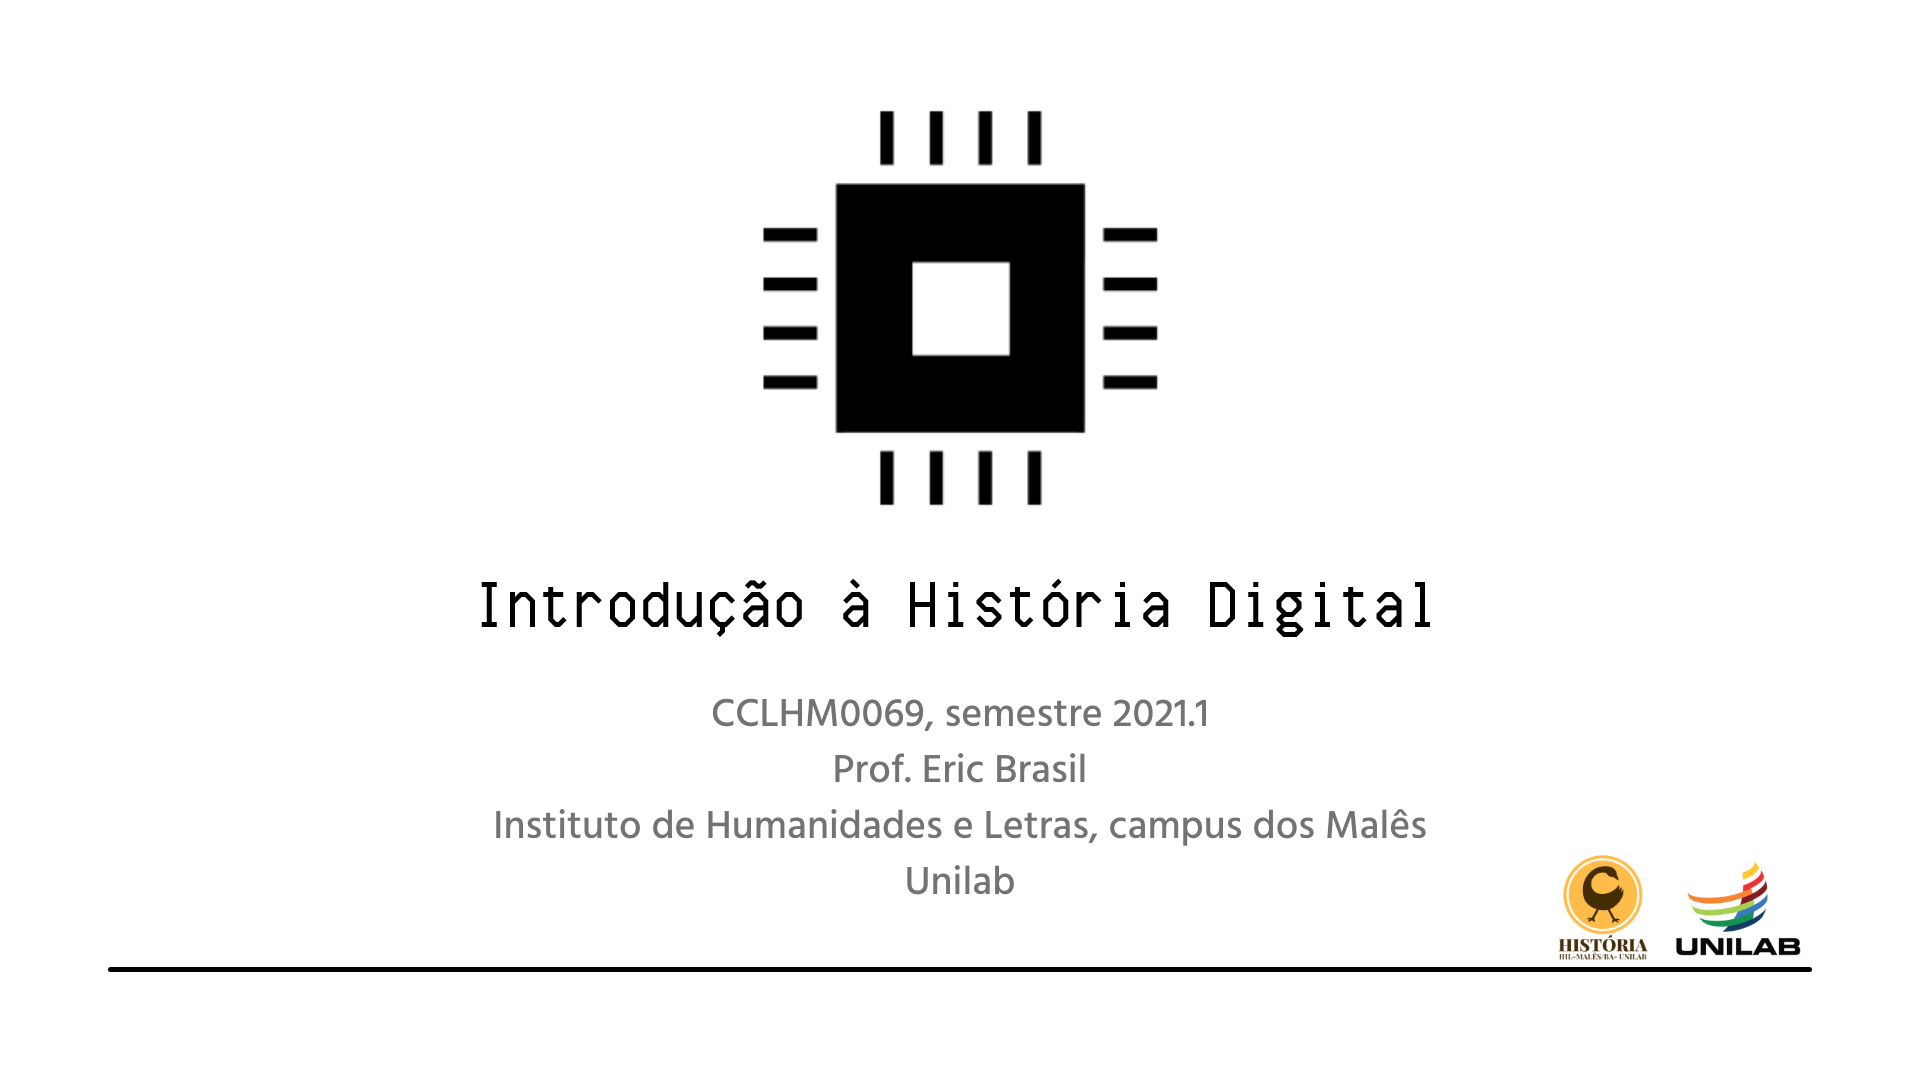 Introdução à História Digital
CCLHM0069, semestre 2021.1
Prof. Eric Brasil
Instituto de Humanidades e Letras, campus dos Malês
Unilab
HISTÓRIA
IHL-MALÊS/BA- UNILAB
UNILAB